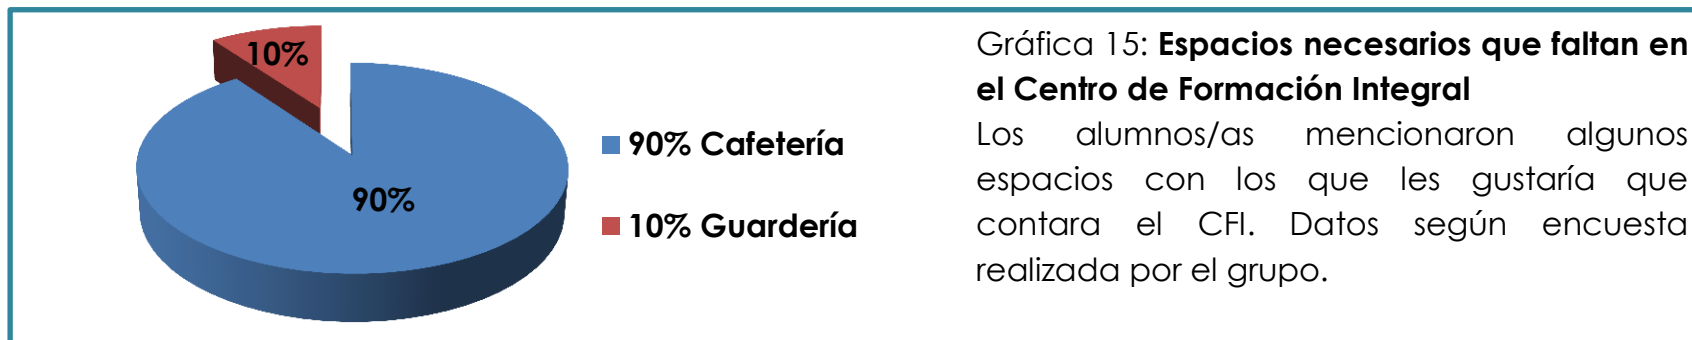 10%
90%
90% Cafetería
10% Guardería
Gráfica 15: Espacios necesarios que faltan en
el Centro de Formación Integral
Los alumnos/as mencionaron algunos
espacios con los que les gustaría que
contara el CFI. Datos según encuesta
realizada por el grupo.